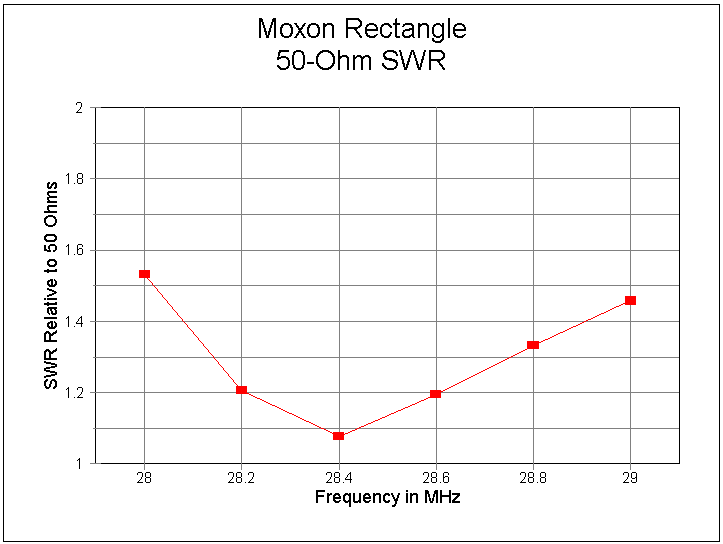 Moxon Rectangle
50-Ohm SWR
2
1.8
1.6
1.4
1.2
1
SWR Relative to 50 Ohms
28 28.2 28.4 28.6 28.8 29
Frequency in MHz